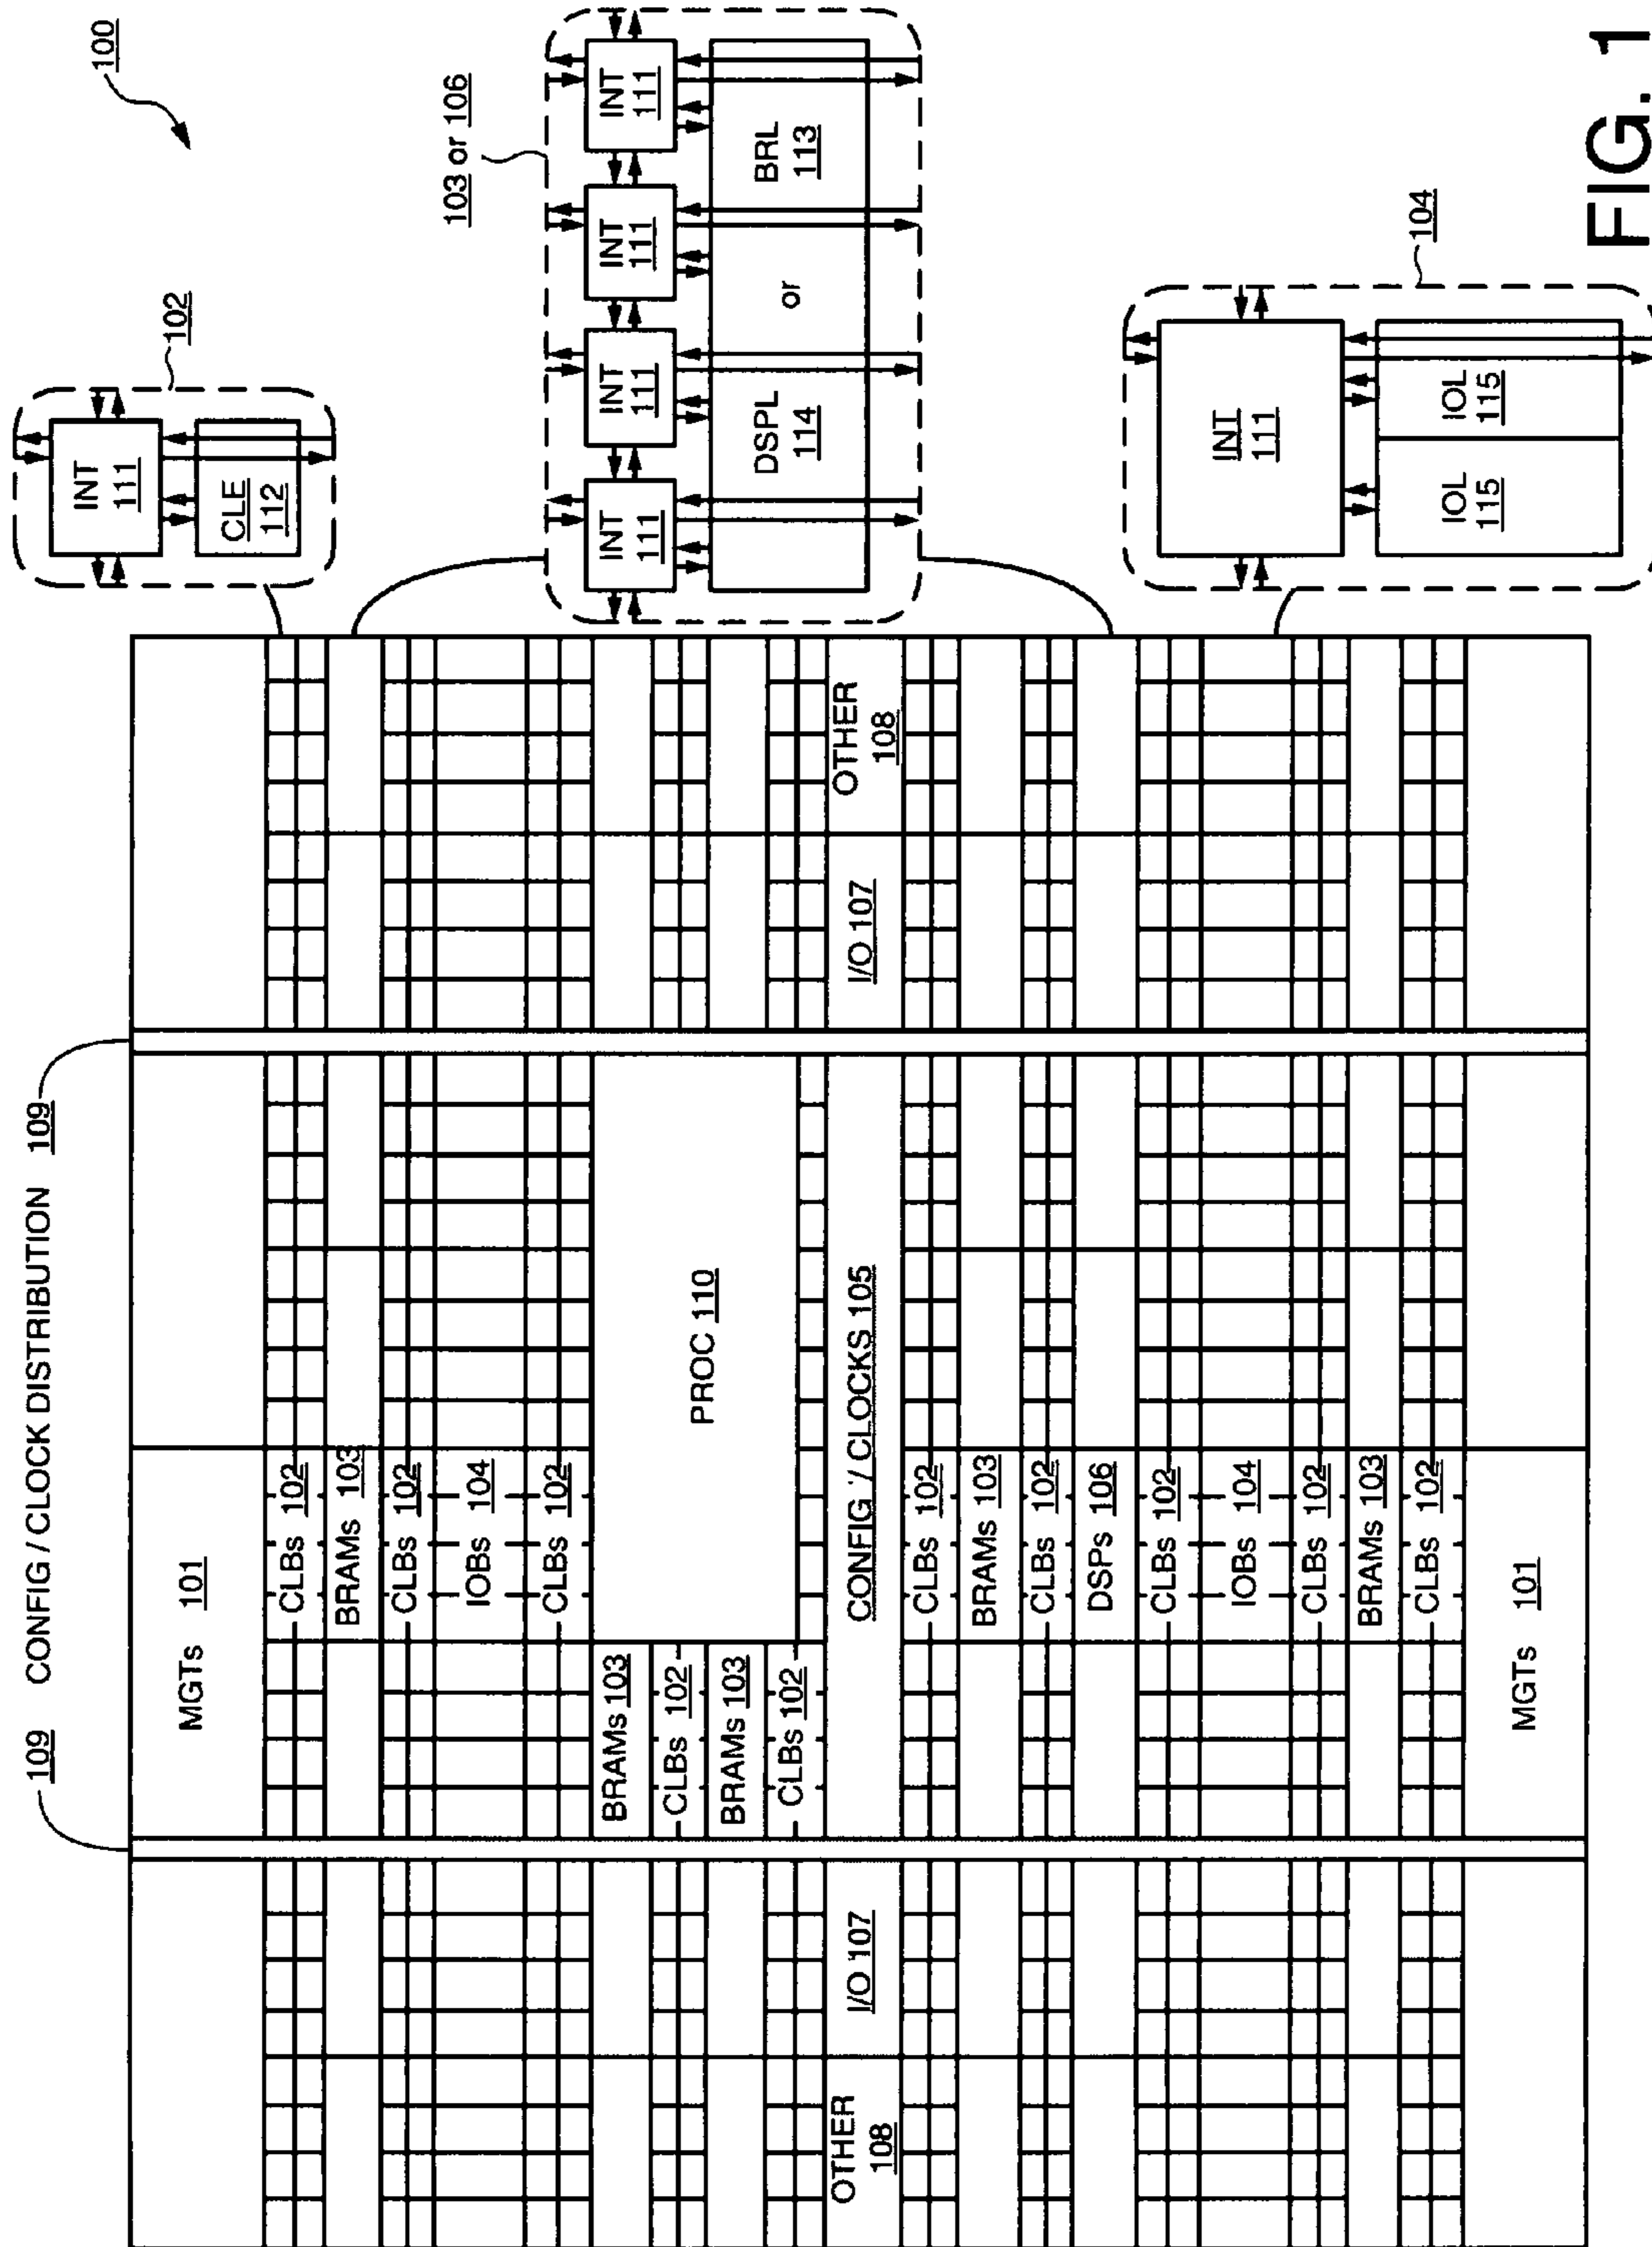 100
109 CONFIG / CLOCK DISTRIBUTION 109
MGTs 101
CLBs 102
BRAMs 103
CLBs 102
IOBs 104
CLBs 102
BRAMs 103
CLBs 102
BRAMs 103
CLBs 102
PROC 110
OTHER
108
I/O 107
CONFIG / CLOCKS 105
I/O 107
OTHER
108
CLBs 102
BRAMs 103
CLBs 102
DSPs 106
CLBs 102
IOBs 104
CLBs 102
BRAMs 103
CLBs 102
MGTs 101
102
INT
111
CLE
112
103 or 106
INT
111
INT
111
INT
111
INT
111
DSPL
114
or
BRL
113
104
INT
111
IOL
115
IOL
115
FIG. 1